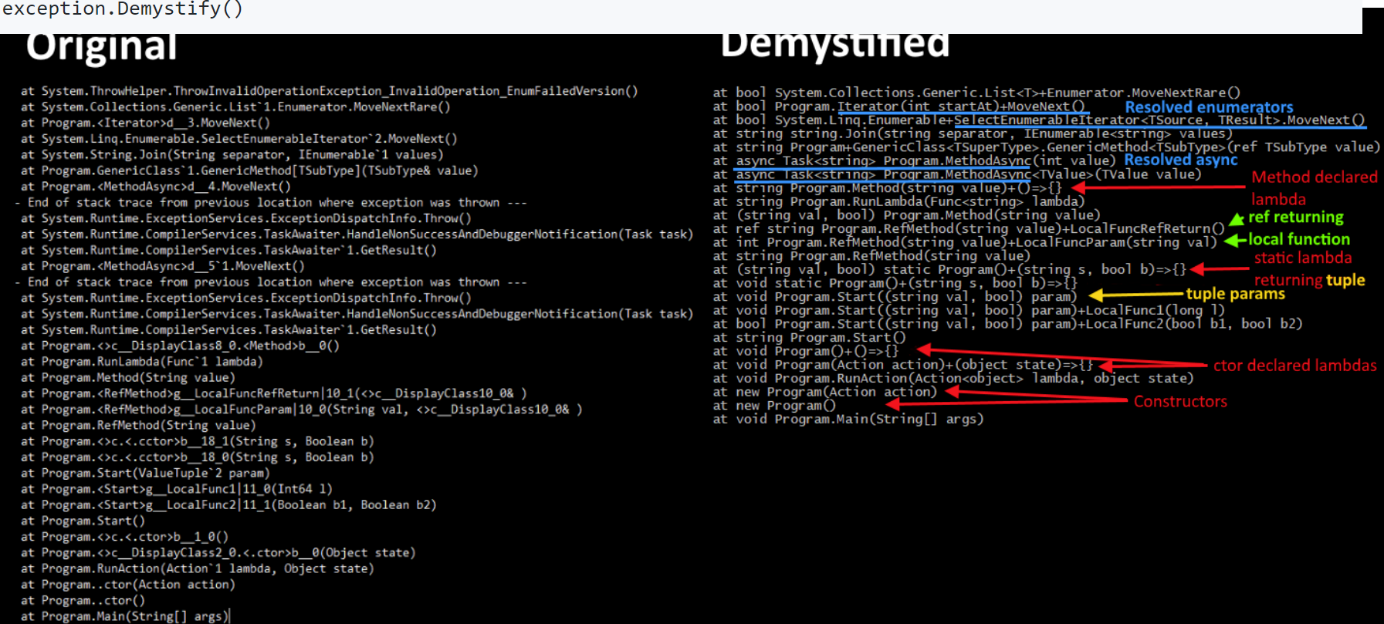 exception.Demystify()
Original
at System.ThrowHelper.ThrowInvalidOperationException_InvalidOperation_EnumFailedVersion()
at System.Collections.Generic.List`1.Enumerator.MoveNextRare()
at Program.<Iterator>d__3.MoveNext()
at System.Linq.Enumerable.SelectEnumerableIterator`2.MoveNext()
at System.String.Join(String separator, IEnumerable`1 values)
at Program.GenericClass`1.GenericMethod[TSubType](TSubType& value)
at Program.<MethodAsync>d__4.MoveNext()
- End of stack trace from previous location where exception was thrown ---
at System.Runtime.ExceptionServices.ExceptionDispatchInfo.Throw()
at System.Runtime.CompilerServices.TaskAwaiter.HandleNonSuccessAndDebuggerNotification(Task task)
at System.Runtime.CompilerServices.TaskAwaiter`1.GetResult()
at Program.<MethodAsync>d__5`1.MoveNext()
- End of stack trace from previous location where exception was thrown ---
at System.Runtime.ExceptionServices.ExceptionDispatchInfo.Throw()
at System.Runtime.CompilerServices.TaskAwaiter.HandleNonSuccessAndDebuggerNotification(Task task)
at System.Runtime.CompilerServices.TaskAwaiter`1.GetResult()
at Program.<>c__DisplayClass8_0.<Method>b__0()
at Program.RunLambda(Func`1 lambda)
at Program.Method(String value)
at Program.<RefMethod>g__LocalFuncRefReturn|10_1(<>c__DisplayClass10_0& )
at Program.<RefMethod>g__LocalFuncParam|10_0(String val, <>c__DisplayClass10_0& )
at Program.RefMethod(String value)
at Program.<>c.<.cctor>b__18_1(String s, Boolean b)
at Program.<>c.<.cctor>b__18_0(String s, Boolean b)
at Program.Start(ValueTuple`2 param)
at Program.<Start>g__LocalFunc1|11_0(Int64 l)
at Program.<Start>g__LocalFunc2|11_1(Boolean b1, Boolean b2)
at Program.Start()
at Program.<>c.<.ctor>b__1_0()
at Program.<>c__DisplayClass2_0.<.ctor>b__0(Object state)
at Program.RunAction(Action`1 lambda, Object state)
at Program..ctor(Action action)
at Program..ctor()
at Program.Main(String[] args)
Demystified
at bool System.Collections.Generic.List<T>+Enumerator.MoveNextRare()
at bool Program.Iterator(int startAt)+MoveNext() Resolved enumerators
at bool System.Linq.Enumerable+SelectEnumerableIterator<TSource, TResult>.MoveNext()
at string string.Join(string separator, IEnumerable<string> values)
at string Program+GenericClass<TSuperType>.GenericMethod<TSubType>(ref TSubType value)
at async Task<string> Program.MethodAsync(int value) Resolved async
at async Task<string> Program.MethodAsync<TValue>(TValue value)
at string Program.Method(string value)+()=>{} Method declared
lambda
at string Program.RunLambda(Func<string> lambda)
at (string val, bool) Program.Method(string value) ref returning
at ref string Program.RefMethod(string value)+LocalFuncRefReturn()
at int Program.RefMethod(string value)+LocalFuncParam(string val) local function
at string Program.RefMethod(string value) static lambda
at (string val, bool) static Program()+(string s, bool b)=>{}
returning tuple
at void static Program()+(string s, bool b)=>{}
at void Program.Start((string val, bool) param) tuple params
at void Program.Start((string val, bool) param)+LocalFunc1(long l)
at bool Program.Start((string val, bool) param)+LocalFunc2(bool b1, bool b2)
at string Program.Start()
at void Program()+()=>{}
at void Program(Action action)+(object state)=>{} ctor declared lambdas
at void Program.RunAction(Action<object> lambda, object state)
at new Program(Action action)
at new Program() Constructors
at void Program.Main(String[] args)